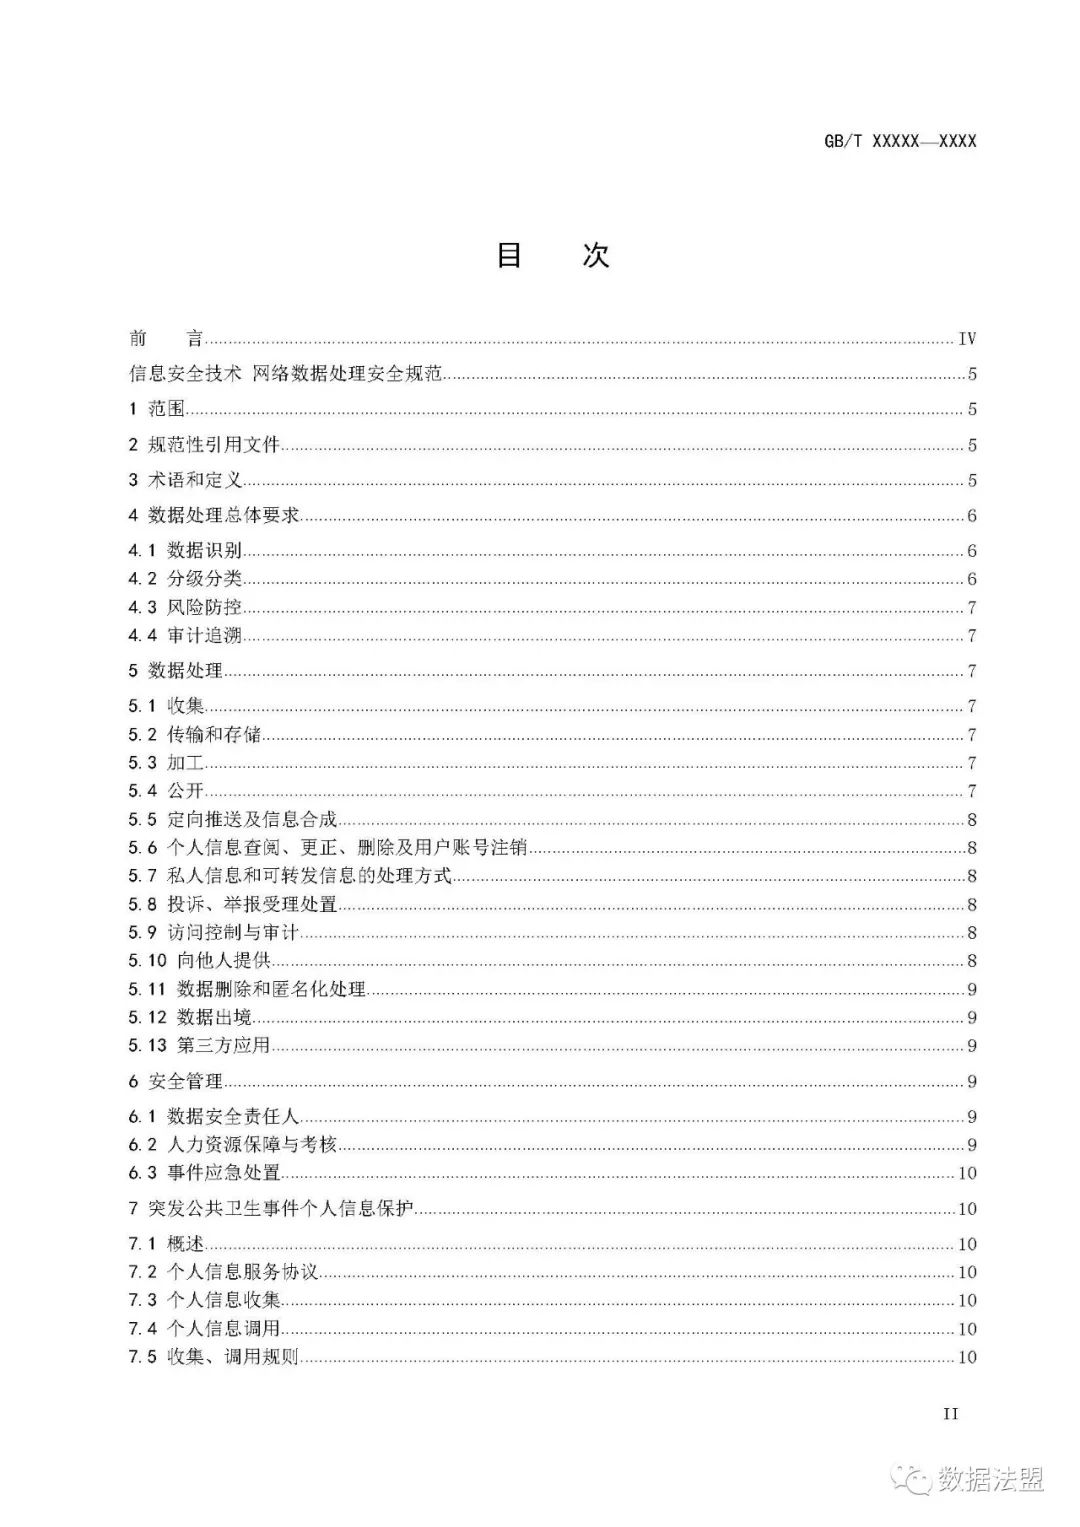 GB/T XXXXX—XXXX
目 次
前 言 IV
信息安全技术 网络数据处理安全规范 5
1 范围 5
2 规范性引用文件 5
3 术语和定义 5
4 数据处理总体要求 6
4.1 数据识别 6
4.2 分级分类 6
4.3 风险防控 7
4.4 审计追溯 7
5 数据处理 7
5.1 收集 7
5.2 传输和存储 7
5.3 加工 7
5.4 公开 7
5.5 定向推送及信息合成 8
5.6 个人信息查阅、更正、删除及用户账号注销 8
5.7 私人信息和可转发信息的处理方式 8
5.8 投诉、举报受理处置 8
5.9 访问控制与审计 8
5.10 向他人提供 8
5.11 数据删除和匿名化处理 9
5.12 数据出境 9
5.13 第三方应用 9
6 安全管理 9
6.1 数据安全责任人 9
6.2 人力资源保障与考核 9
6.3 事件应急处置 10
7 突发公共卫生事件个人信息保护 10
7.1 概述 10
7.2 个人信息服务协议 10
7.3 个人信息收集 10
7.4 个人信息调用 10
7.5 收集、调用规则 10
II
数据法盟